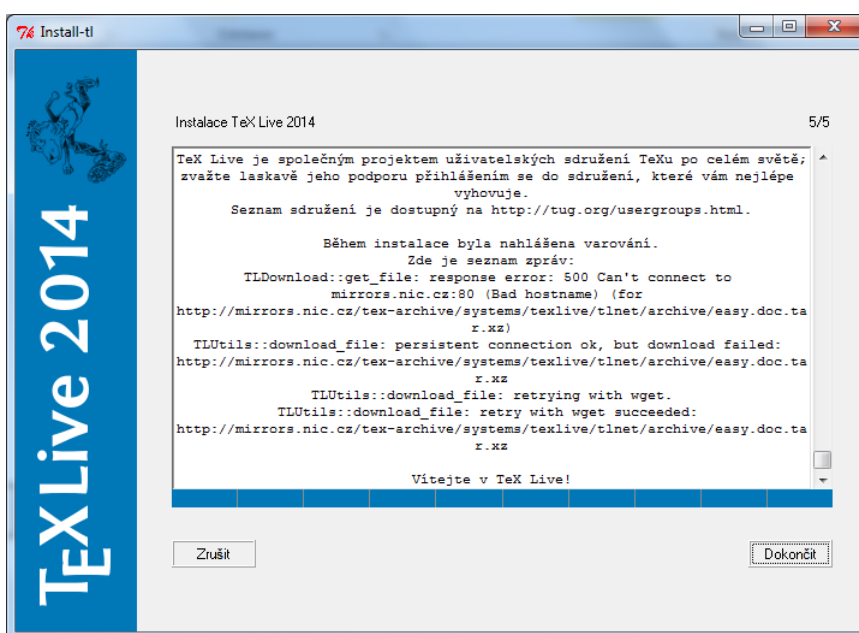 Install-tl
Instalace TeX Live 2014
5/5
TeX Live je společným projektem uživatelských sdružení TeXu po celém světě;
zvažte laskavě jeho podporu přihlášením se do sdružení, které vám nejlépe
vyhovuje.
Seznam sdružení je dostupný na http://tug.org/usergroups.html.
Během instalace byla nahlášena varování.
Zde je seznam zpráv:
TLDownload::get_file: response error: 500 Can't connect to
mirrors.nic.cz:80 (Bad hostname) (for
http://mirrors.nic.cz/tex-archive/systems/texlive/tlnet/archive/easy.doc.ta
r.xz)
TLUtils::download_file: persistent connection ok, but download failed:
http://mirrors.nic.cz/tex-archive/systems/texlive/tlnet/archive/easy.doc.ta
r.xz
TLUtils::download_file: retrying with wget.
TLUtils::download_file: retry with wget succeeded:
http://mirrors.nic.cz/tex-archive/systems/texlive/tlnet/archive/easy.doc.ta
r.xz
Vítejte v TeX Live!
Zrušit
Dokončit
TEXLive 2014